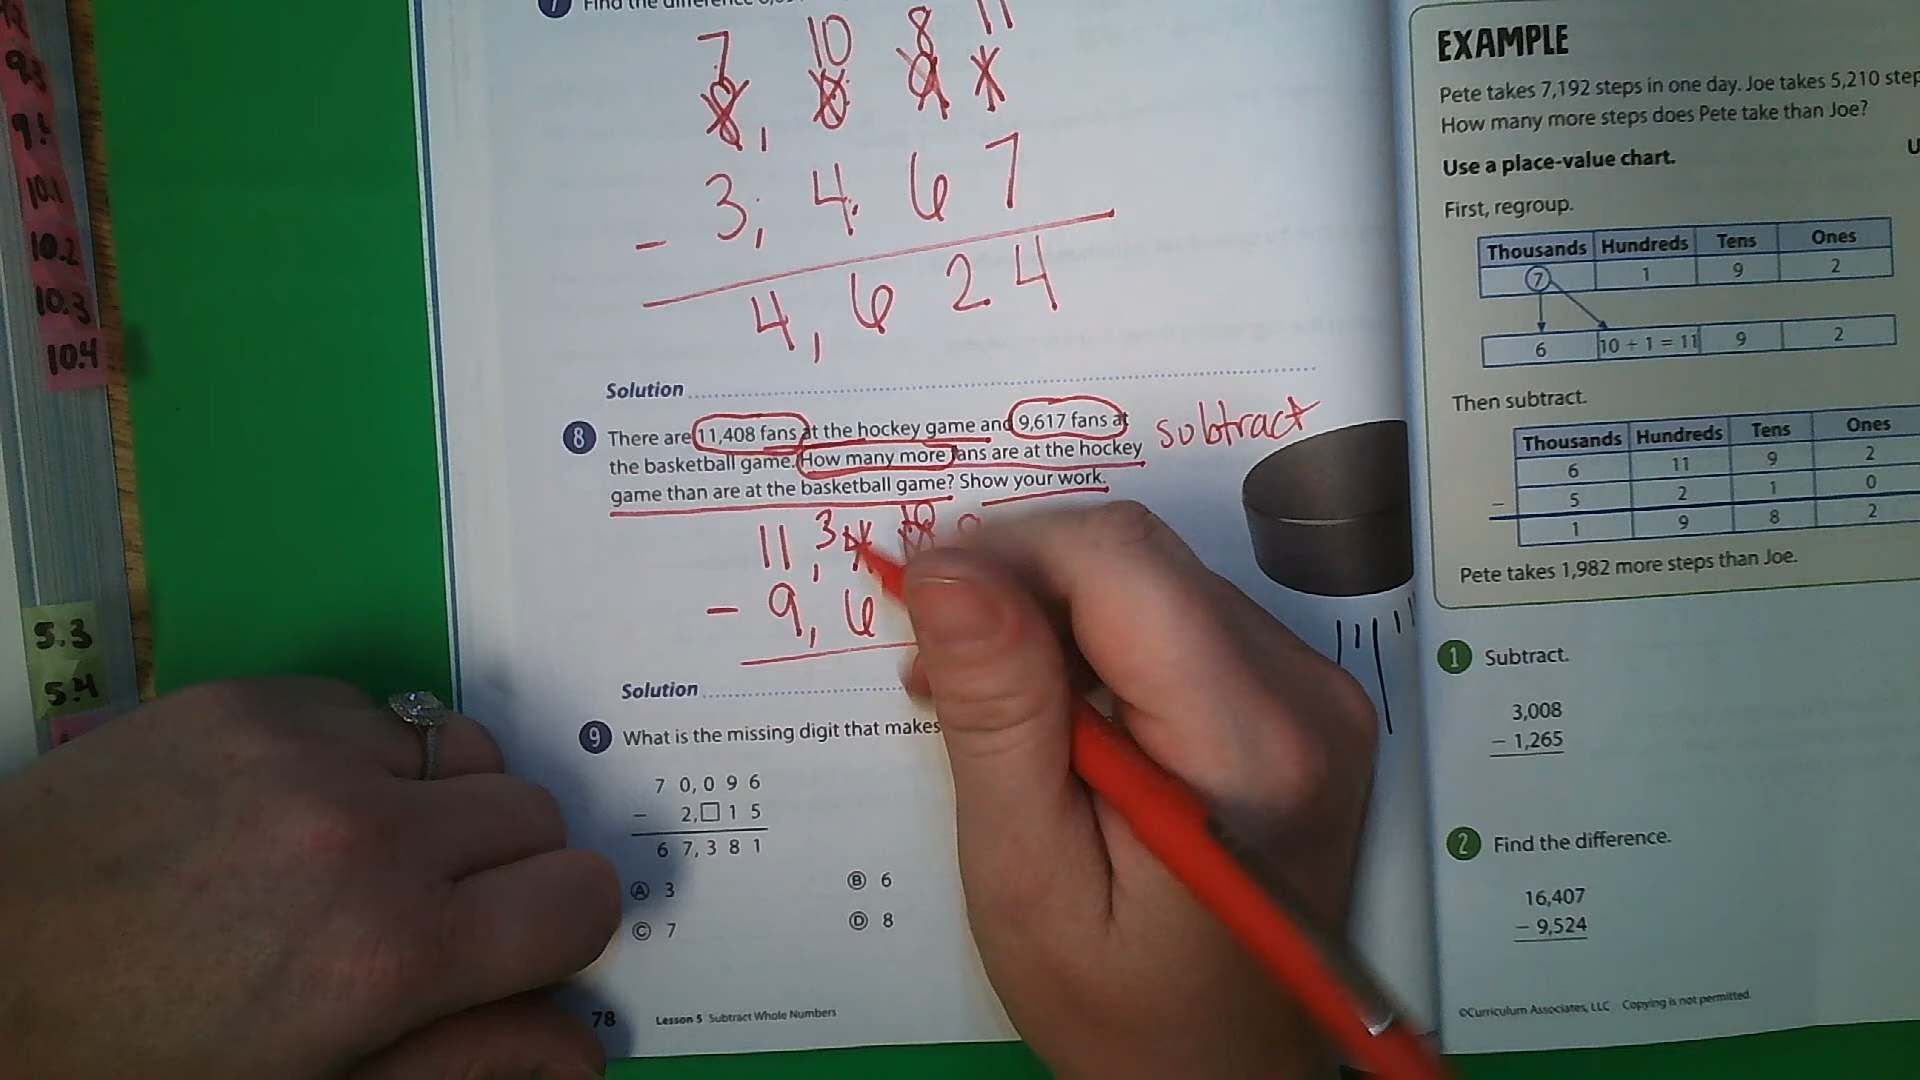 7 10 8 11
8, 0 9 1
- 3, 4 6 7
4, 6 2 4
Solution
8 There are 11,408 fans at the hockey game and 9,617 fans at
the basketball game. How many more fans are at the hockey
game than are at the basketball game? Show your work.
subtract
11, 3 4 10
- 9, 6
Solution
9 What is the missing digit that makes
7 0, 0 9 6
- 2, □ 1 5
6 7, 3 8 1
A 3
B 6
C 7
D 8
78 Lesson 5 Subtract Whole Numbers
9.3
10.1
10.2
10.3
10.4
5.3
5.4
EXAMPLE
Pete takes 7,192 steps in one day. Joe takes 5,210
How many more steps does Pete take than Joe?
Use a place-value chart.
First, regroup.
Thousands Hundreds Tens Ones
7 1 9 2
6 10 + 1 = 11 9 2
Then subtract.
Thousands Hundreds Tens Ones
6 11 9 2
- 5 2 1 0
1 9 8 2
Pete takes 1,982 more steps than Joe.
1 Subtract.
3,008
- 1,265
2 Find the difference.
16,407
- 9,524
©Curriculum Associates, LLC Copying is not permitted.